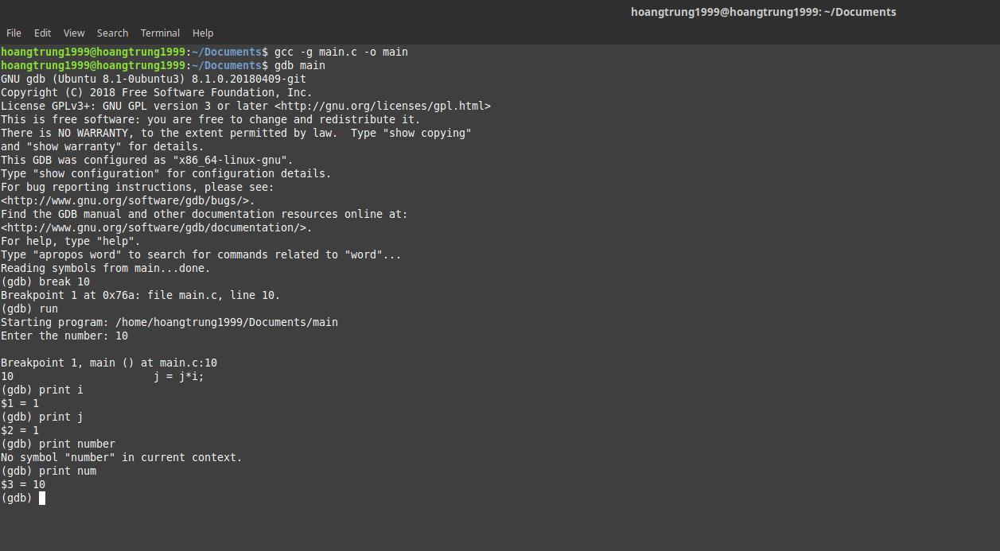 hoangtrung1999@hoangtrung1999: ~/Documents
File Edit View Search Terminal Help
hoangtrung1999@hoangtrung1999:~/Documents$ gcc -g main.c -o main
hoangtrung1999@hoangtrung1999:~/Documents$ gdb main
GNU gdb (Ubuntu 8.1-0ubuntu3) 8.1.0.20180409-git
Copyright (C) 2018 Free Software Foundation, Inc.
License GPLv3+: GNU GPL version 3 or later <http://gnu.org/licenses/gpl.html>
This is free software: you are free to change and redistribute it.
There is NO WARRANTY, to the extent permitted by law.  Type "show copying"
and "show warranty" for details.
This GDB was configured as "x86_64-linux-gnu".
Type "show configuration" for configuration details.
For bug reporting instructions, please see:
<http://www.gnu.org/software/gdb/bugs/>.
Find the GDB manual and other documentation resources online at:
<http://www.gnu.org/software/gdb/documentation/>.
For help, type "help".
Type "apropos word" to search for commands related to "word"...
Reading symbols from main...done.
(gdb) break 10
Breakpoint 1 at 0x76a: file main.c, line 10.
(gdb) run
Starting program: /home/hoangtrung1999/Documents/main
Enter the number: 10
Breakpoint 1, main () at main.c:10
10                      j = j*i;
(gdb) print i
$1 = 1
(gdb) print j
$2 = 1
(gdb) print number
No symbol "number" in current context.
(gdb) print num
$3 = 10
(gdb)